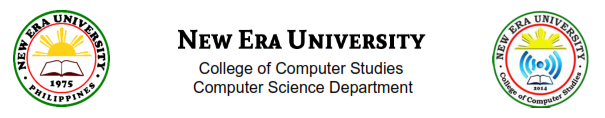 NEW ERA UNIVERSITY
1975
PHILIPPINES
NEW ERA UNIVERSITY
College of Computer Studies
Computer Science Department
NEW ERA UNIVERSITY
2014
College of Computer Studies